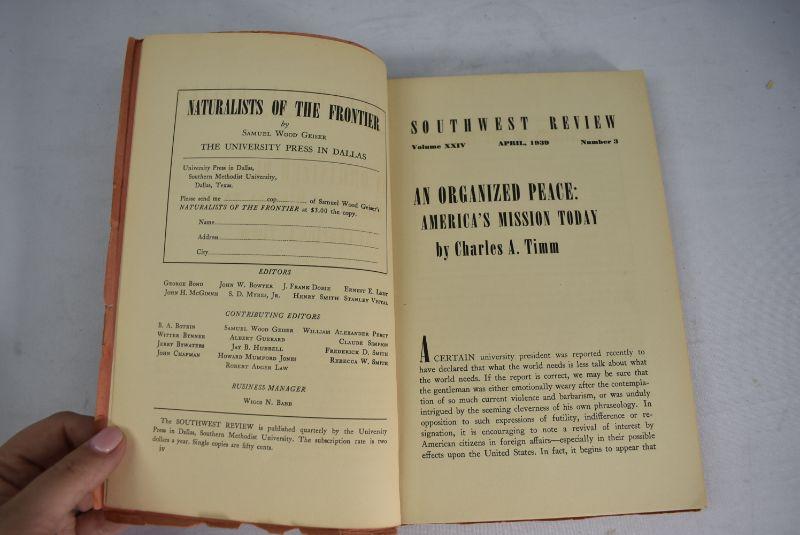 NATURALISTS OF THE FRONTIER
by
SAMUEL WOOD GEISER
THE UNIVERSITY PRESS IN DALLAS
University Press in Dallas,
Southern Methodist University,
Dallas, Texas.
Please send me .................... cop............ of Samuel Wood Geiser's
NATURALISTS OF THE FRONTIER at $3.00 the copy.
Name
Address
City
EDITORS
GEORGE BOND JOHN W. BOWYER J. FRANK DOBIE ERNEST E. LEISY
JOHN H. MCGINNIS S. D. MYRES, JR. HENRY SMITH STANLEY VESTAL
CONTRIBUTING EDITORS
B. A. BOTKIN SAMUEL WOOD GEISER WILLIAM ALEXANDER PERCY
WITTER BYNNER ALBERT GUERARD CLAUDE SIMPSON
JERRY BYWATERS JAY B. HUBBELL FREDERICK D. SMITH
JOHN CHAPMAN HOWARD MUMFORD JONES REBECCA W. SMITH
ROBERT ADGER LAW
BUSINESS MANAGER
WIGGS N. BABB
The SOUTHWEST REVIEW is published quarterly by the University
Press in Dallas, Southern Methodist University. The subscription rate is two
dollars a year. Single copies are fifty cents.
iv
SOUTHWEST REVIEW
Volume XXIV APRIL, 1939 Number 3
AN ORGANIZED PEACE:
AMERICA'S MISSION TODAY
by Charles A. Timm
A CERTAIN university president was reported recently to
have declared that what the world needs is less talk about what
the world needs. If the report is correct, we may be sure that
the gentleman was either emotionally weary after the contempla-
tion of so much current violence and barbarism, or was unduly
intrigued by the seeming cleverness of his own phraseology. In
opposition to such expressions of futility, indifference or re-
signation, it is encouraging to note a revival of interest by
American citizens in foreign affairs—especially in their possible
effects upon the United States. In fact, it begins to appear that